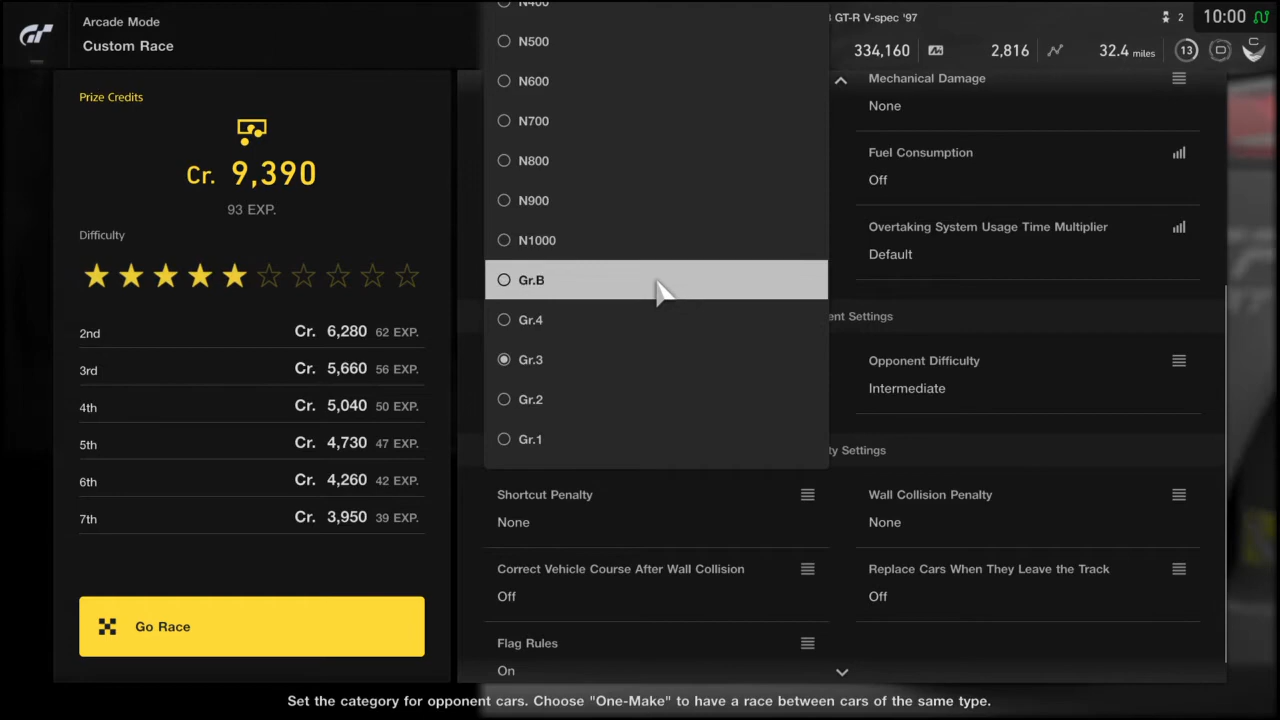 Arcade Mode
Custom Race
GT-R V-spec '97
2
10:00
334,160
2,816
32.4 miles
13
D
C
Prize Credits
Cr. 9,390
93 EXP.
Difficulty
2nd Cr. 6,280 62 EXP.
3rd Cr. 5,660 56 EXP.
4th Cr. 5,040 50 EXP.
5th Cr. 4,730 47 EXP.
6th Cr. 4,260 42 EXP.
7th Cr. 3,950 39 EXP.
Go Race
N400
N500
N600
N700
N800
N900
N1000
Gr.B
Gr.4
Gr.3
Gr.2
Gr.1
Mechanical Damage
None
Fuel Consumption
Off
Overtaking System Usage Time Multiplier
Default
ent Settings
Opponent Difficulty
Intermediate
ty Settings
Shortcut Penalty
None
Wall Collision Penalty
None
Correct Vehicle Course After Wall Collision
Off
Replace Cars When They Leave the Track
Off
Flag Rules
On
Set the category for opponent cars. Choose "One-Make" to have a race between cars of the same type.